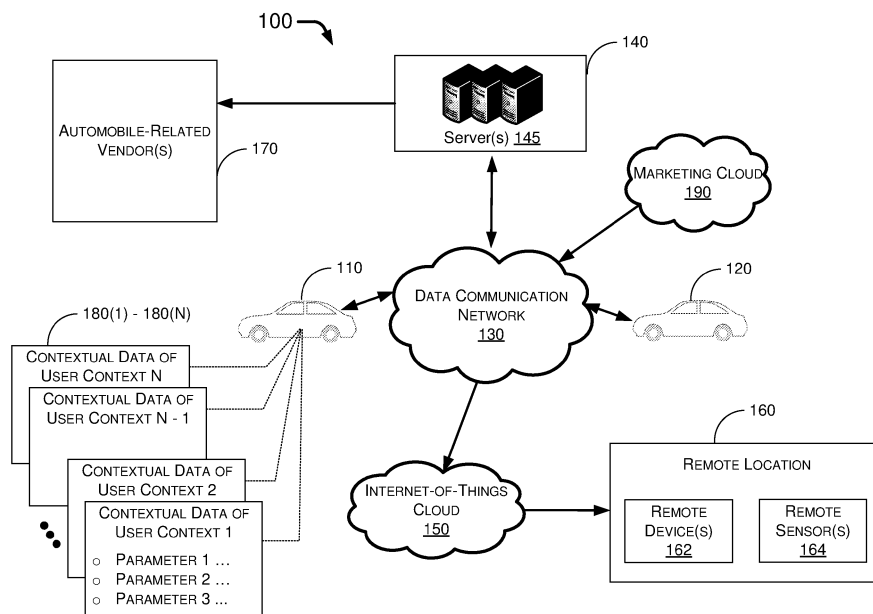 100
140
AUTOMOBILE-RELATED
VENDOR(S)
170
Server(s) 145
MARKETING CLOUD
190
110
120
DATA COMMUNICATION
NETWORK
130
180(1) - 180(N)
CONTEXTUAL DATA OF
USER CONTEXT N
CONTEXTUAL DATA OF
USER CONTEXT N - 1
CONTEXTUAL DATA OF
USER CONTEXT 2
CONTEXTUAL DATA OF
USER CONTEXT 1
○ PARAMETER 1 ...
○ PARAMETER 2 ...
○ PARAMETER 3 ...
INTERNET-OF-THINGS
CLOUD
150
160
REMOTE LOCATION
REMOTE
DEVICE(S)
162
REMOTE
SENSOR(S)
164